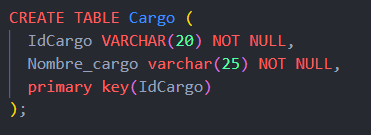 CREATE TABLE Cargo (
  IdCargo VARCHAR(20) NOT NULL,
  Nombre_cargo varchar(25) NOT NULL,
  primary key(IdCargo)
);